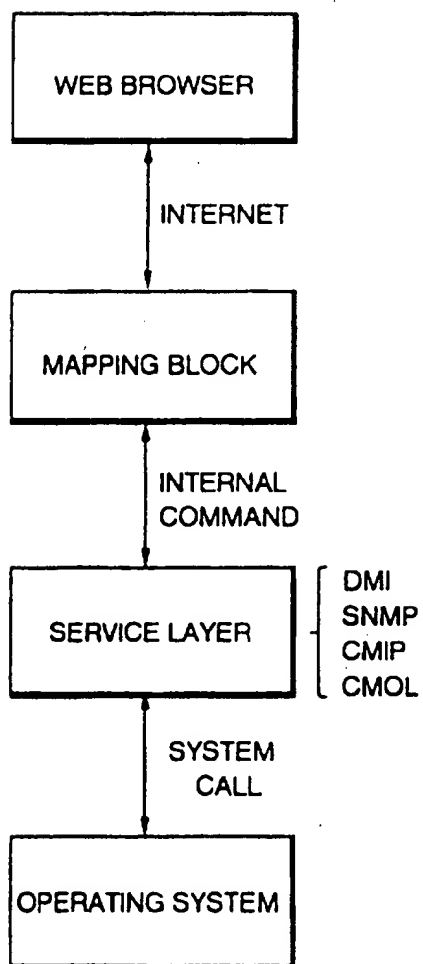 WEB BROWSER
INTERNET
MAPPING BLOCK
INTERNAL
COMMAND
SERVICE LAYER
DMI
SNMP
CMIP
CMOL
SYSTEM
CALL
OPERATING SYSTEM